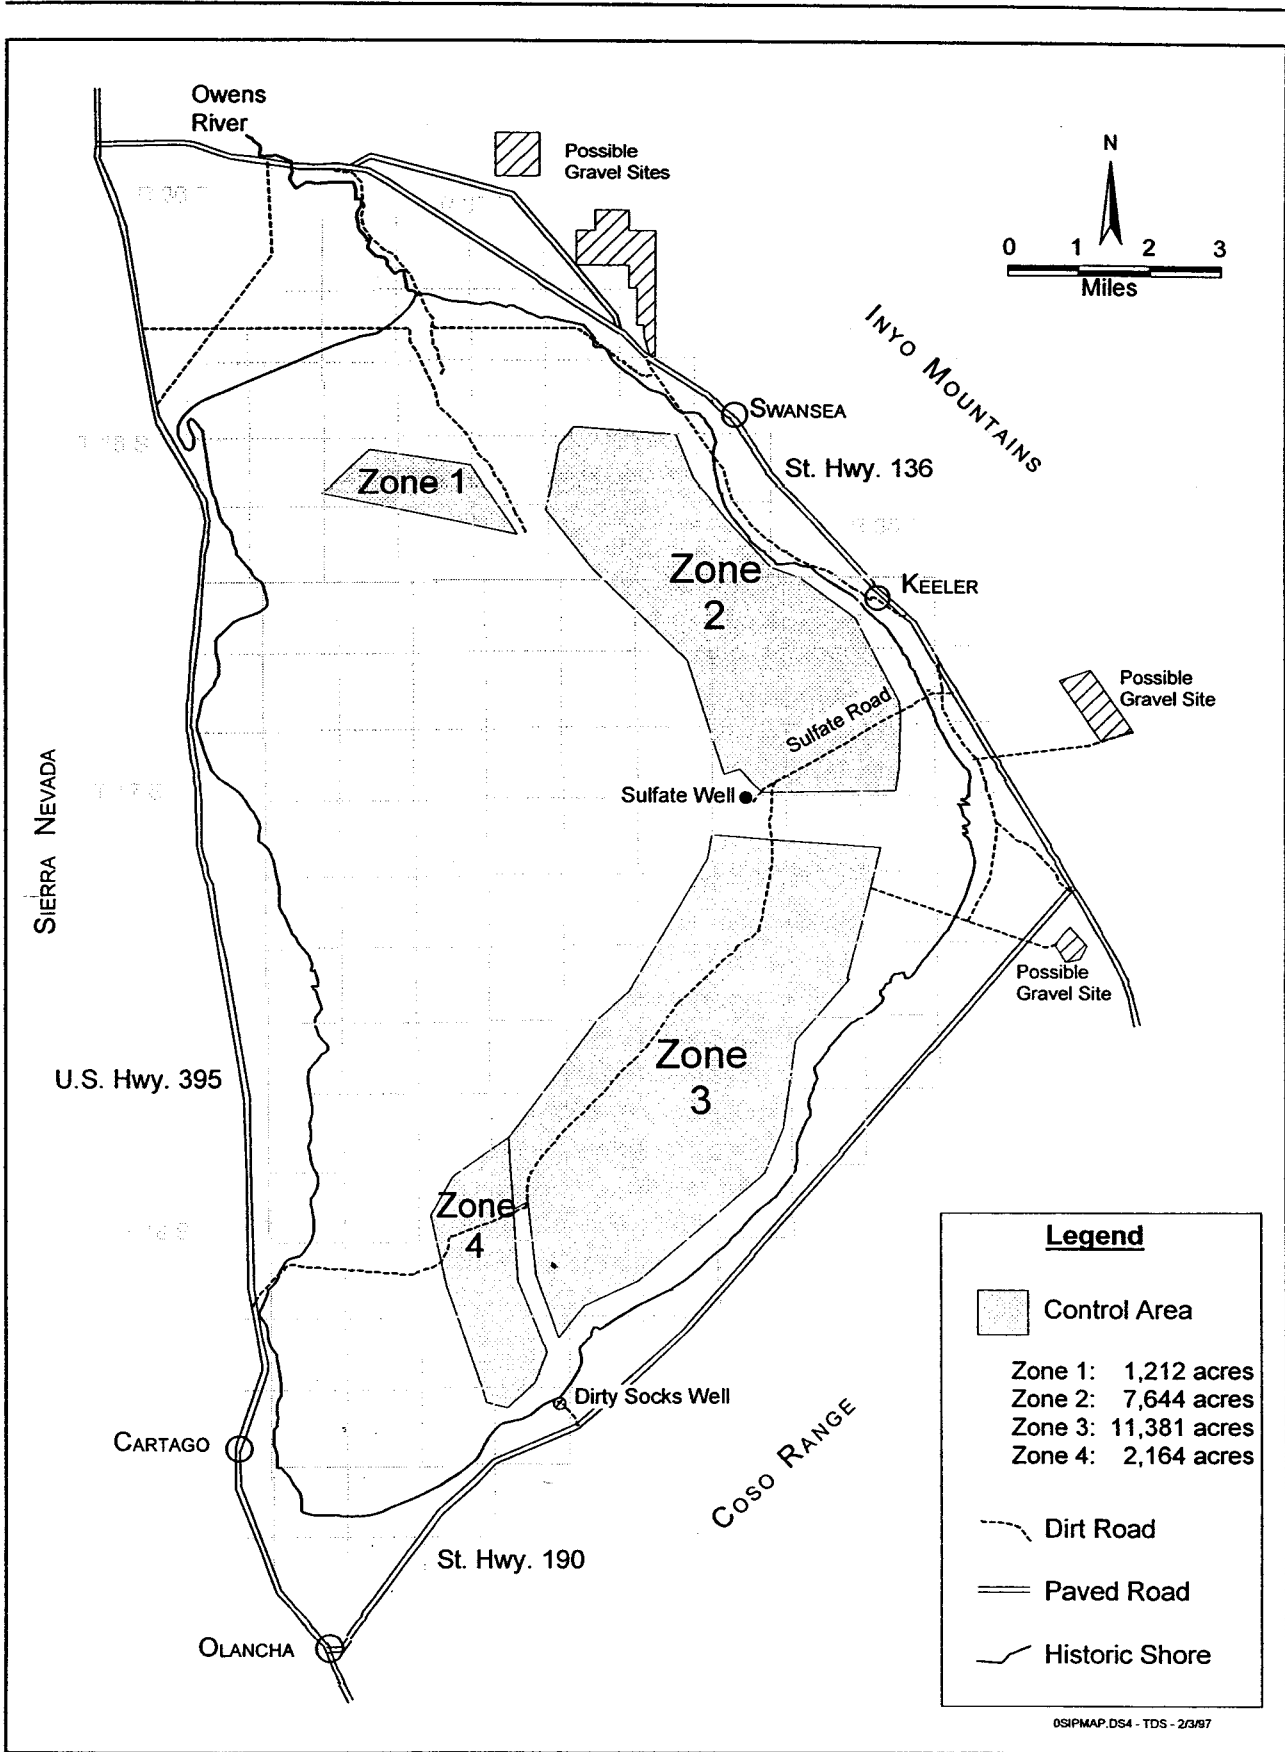 Owens
River
Possible
Gravel Sites
N
0 1 2 3
Miles
INYO MOUNTAINS
SWANSEA
St. Hwy. 136
Zone 1
Zone
2
KEELER
Possible
Gravel Site
Sulfate Road
Sulfate Well
SIERRA NEVADA
Possible
Gravel Site
Zone
3
U.S. Hwy. 395
Zone
4
Dirty Socks Well
CARTAGO
COSO RANGE
St. Hwy. 190
OLANCHA
Legend
Control Area
Zone 1: 1,212 acres
Zone 2: 7,644 acres
Zone 3: 11,381 acres
Zone 4: 2,164 acres
Dirt Road
Paved Road
Historic Shore
0SIPMAP.DS4 - TDS - 2/3/97